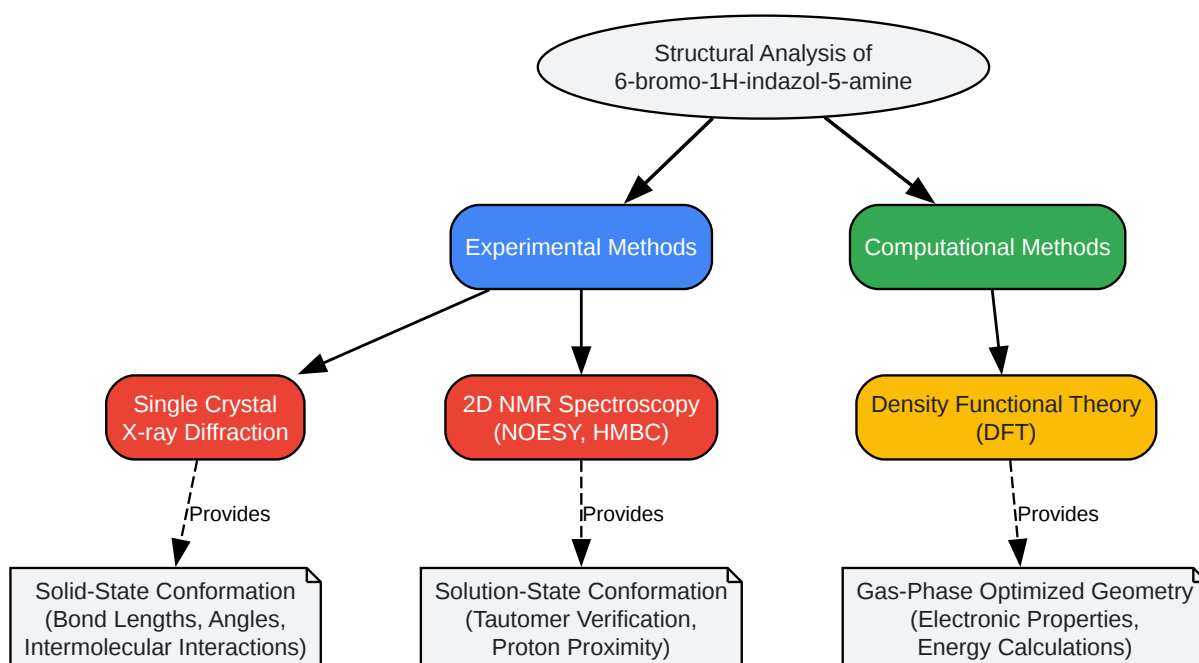 Structural Analysis of
6-bromo-1H-indazol-5-amine
Experimental Methods
Computational Methods
Single Crystal
X-ray Diffraction
2D NMR Spectroscopy
(NOESY, HMBC)
Density Functional Theory
(DFT)
Provides
Provides
Provides
Solid-State Conformation
(Bond Lengths, Angles,
Intermolecular Interactions)
Solution-State Conformation
(Tautomer Verification,
Proton Proximity)
Gas-Phase Optimized Geometry
(Electronic Properties,
Energy Calculations)